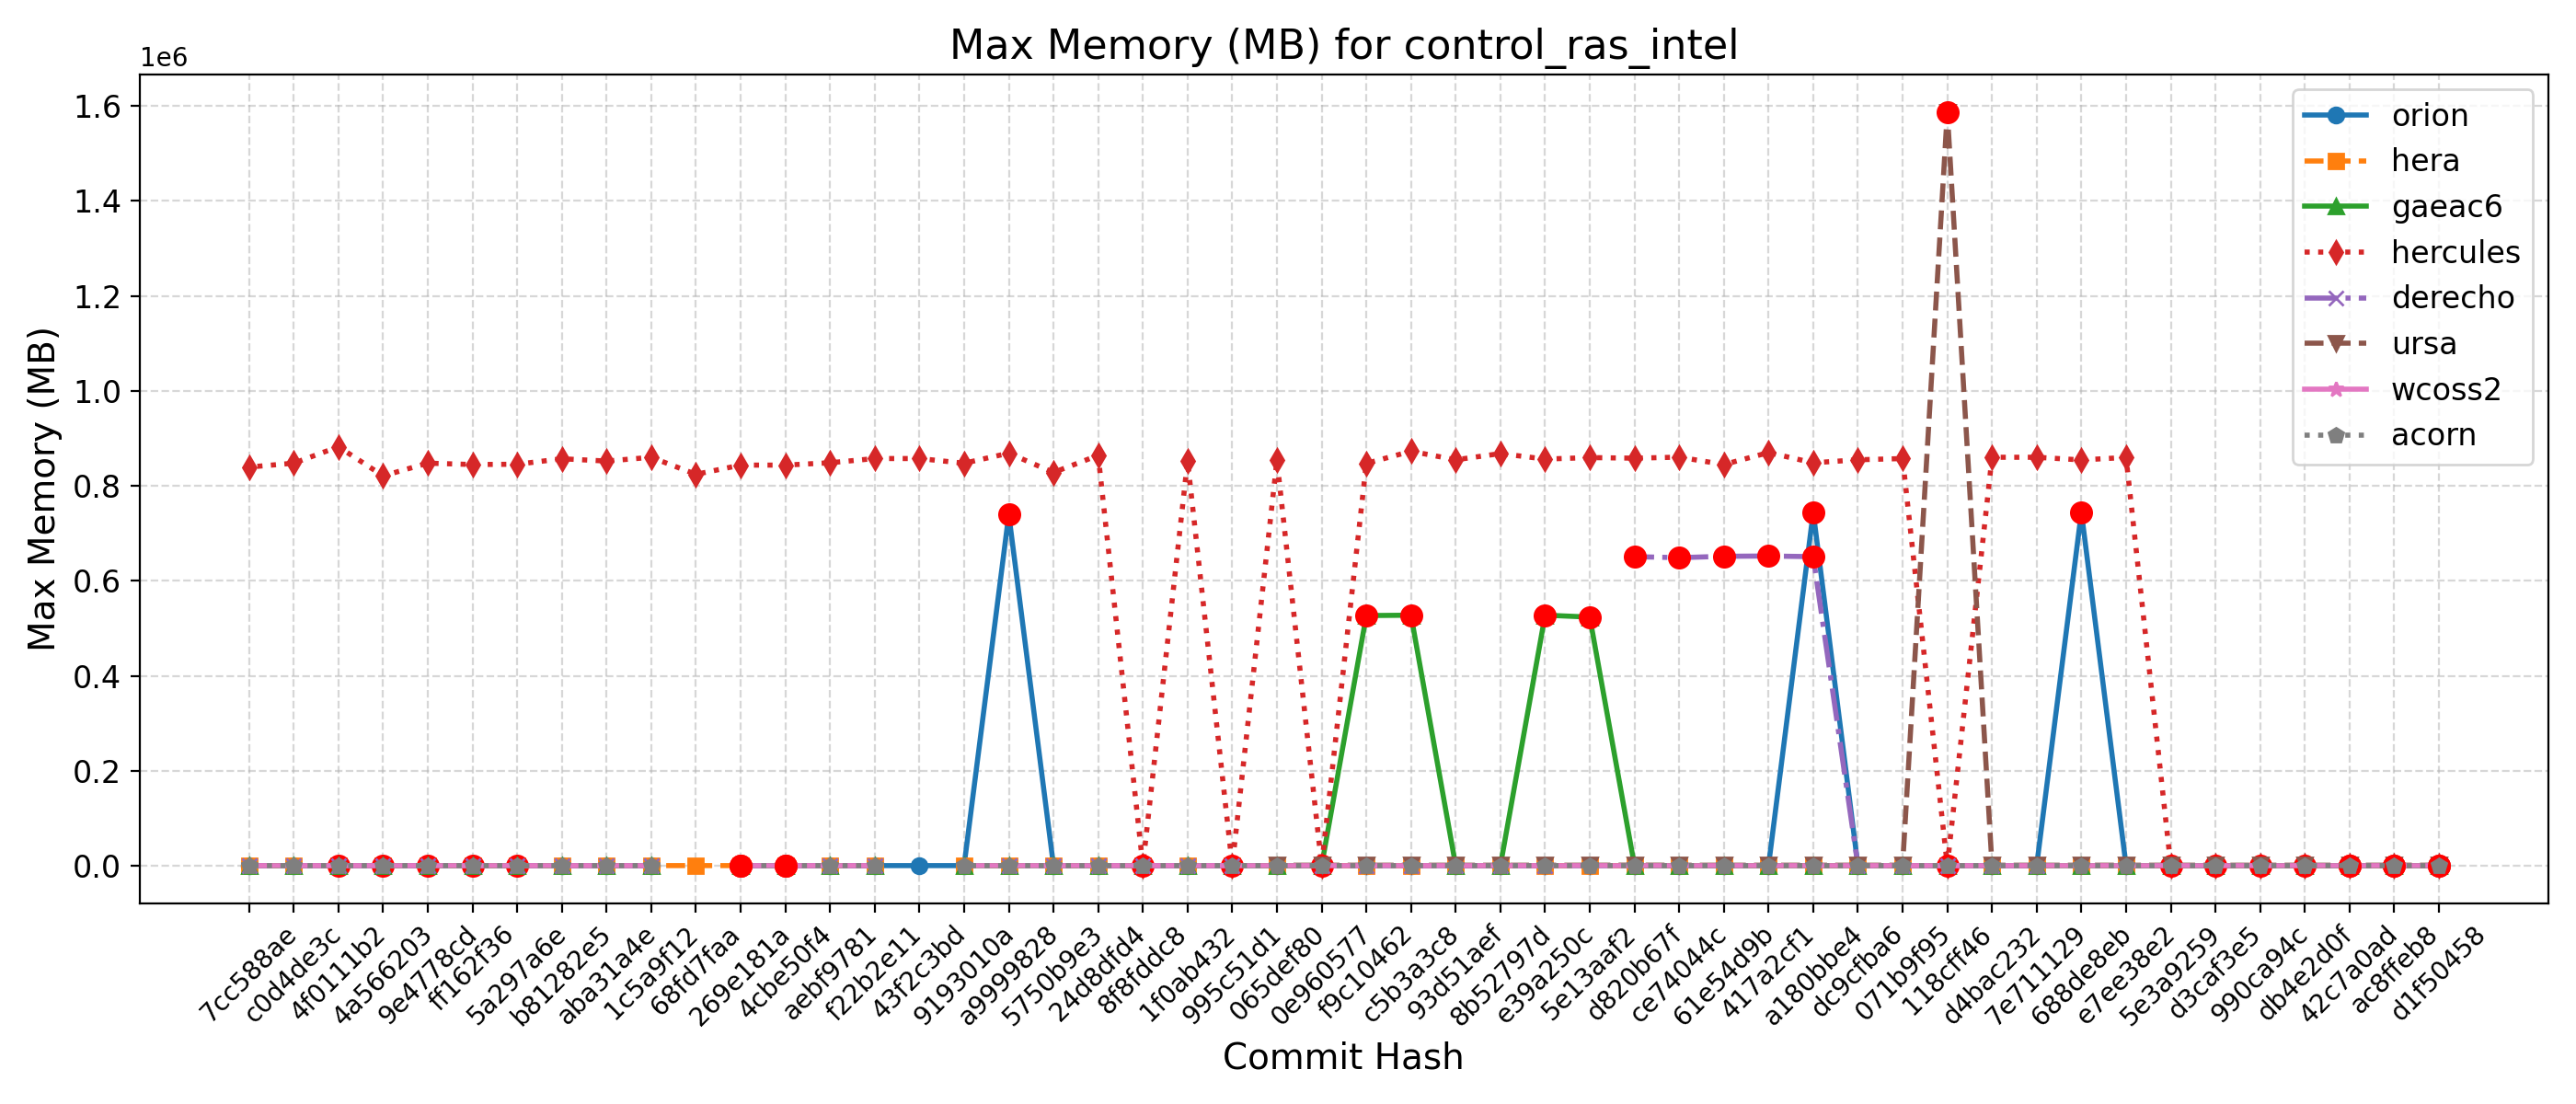 Max Memory (MB) for control_ras_intel
1e6
1.6
1.4
1.2
1.0
0.8
0.6
0.4
0.2
0.0
Max Memory (MB)
orion
hera
gaeac6
hercules
derecho
ursa
wcoss2
acorn
7cc588ae
c0d4de3c
4f0111b2
4a566203
9e4778cd
ff162f36
5a297a6e
b81282e5
aba31a4e
1c5a9f12
68fd7faa
269e181a
4cbe50f4
aebf9781
f22b2e11
43f2c3bd
9193010a
a9999828
5750b9e3
24d8dfd4
8f8fddc8
1f0ab432
995c51d1
065def80
0e960577
f9c10462
c5b3a3c8
93d51aef
8b52797d
e39a250c
5e13aaf2
d820b67f
ce74044c
61e54d9b
417a2cf1
a180bbe4
dc9cfba6
071b9f95
118cff46
d4bac232
7e711129
688de8eb
e7ee38e2
5e3a9259
d3caf3e5
990ca94c
db4e2d0f
42c7a0ad
ac8ffeb8
d1f50458
Commit Hash